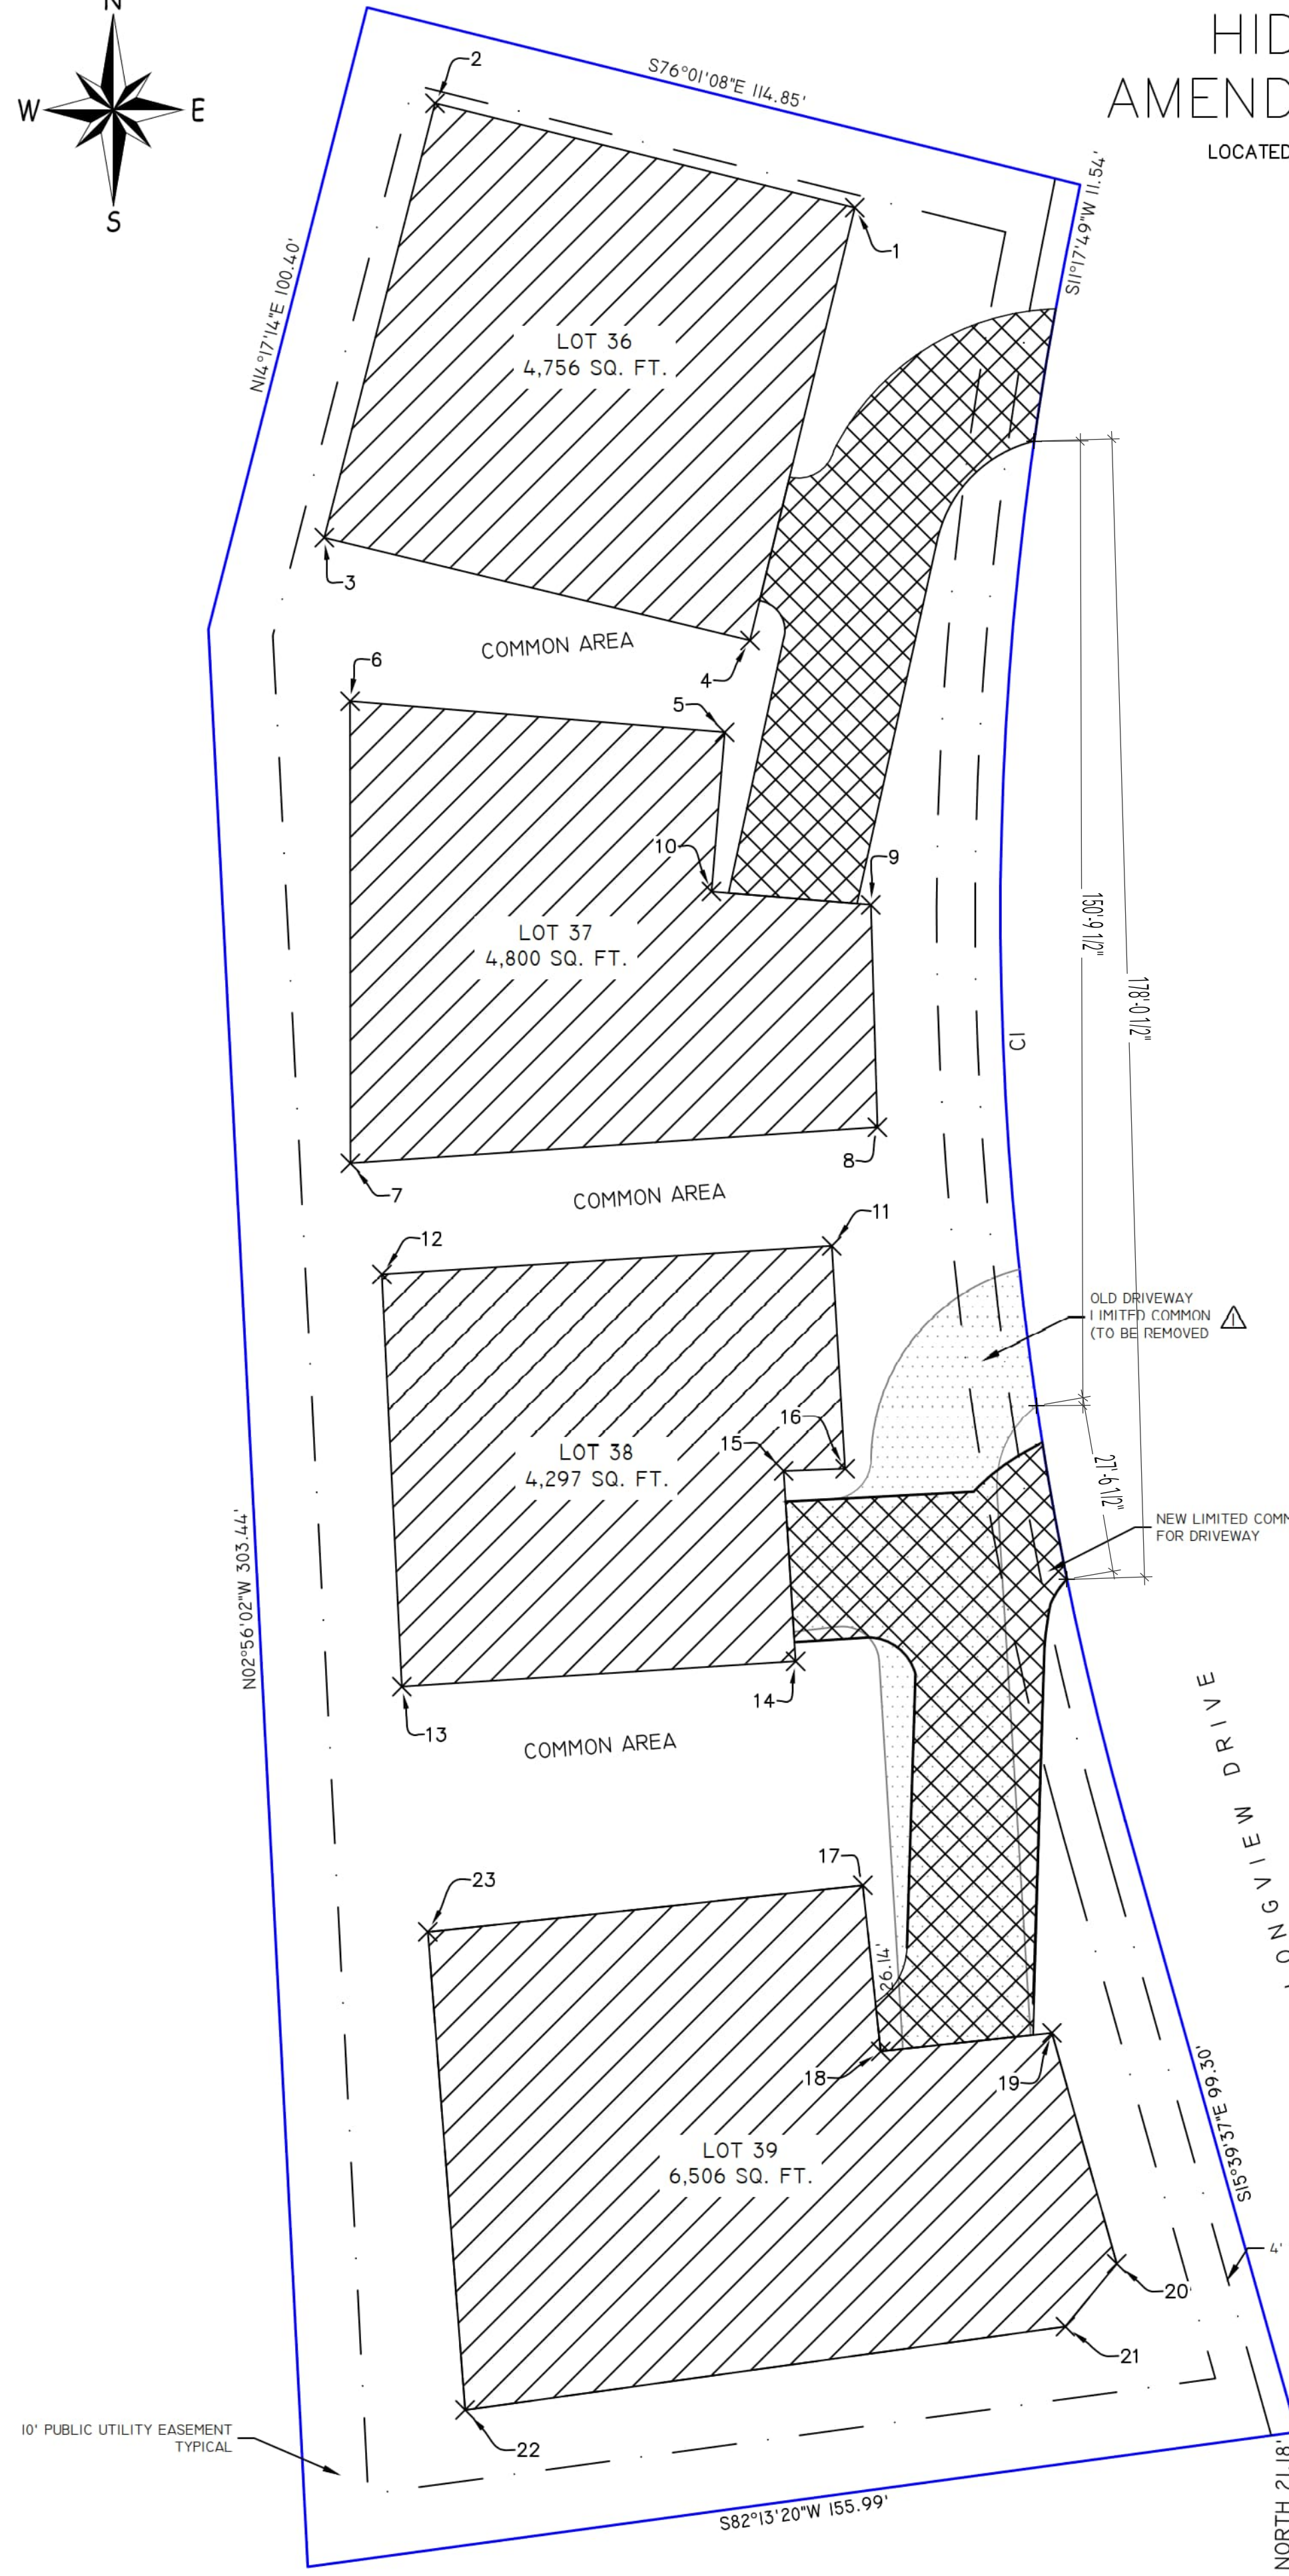 N
W
E
S
HID
AMEND
LOCATED
S76°01'08"E 114.85'
S11°17'49"W 11.54'
N14°17'14"E 100.40'
2
1
LOT 36
4,756 SQ. FT.
3
4
COMMON AREA
6
5
10
9
LOT 37
4,800 SQ. FT.
150'-9 1/2"
178'-0 1/2"
C1
8
7
COMMON AREA
12
11
OLD DRIVEWAY
LIMITED COMMON
(TO BE REMOVED
1
16
15
LOT 38
4,297 SQ. FT.
27'-6 1/2"
NEW LIMITED COMM
FOR DRIVEWAY
N02°56'02"W 303.44'
14
13
COMMON AREA
LONGVIEW DRIVE
17
23
26.14'
18
19
S15°39'37"E 99.30'
LOT 39
6,506 SQ. FT.
4'
20
21
22
10' PUBLIC UTILITY EASEMENT
TYPICAL
S82°13'20"W 155.99'
NORTH 21.18'